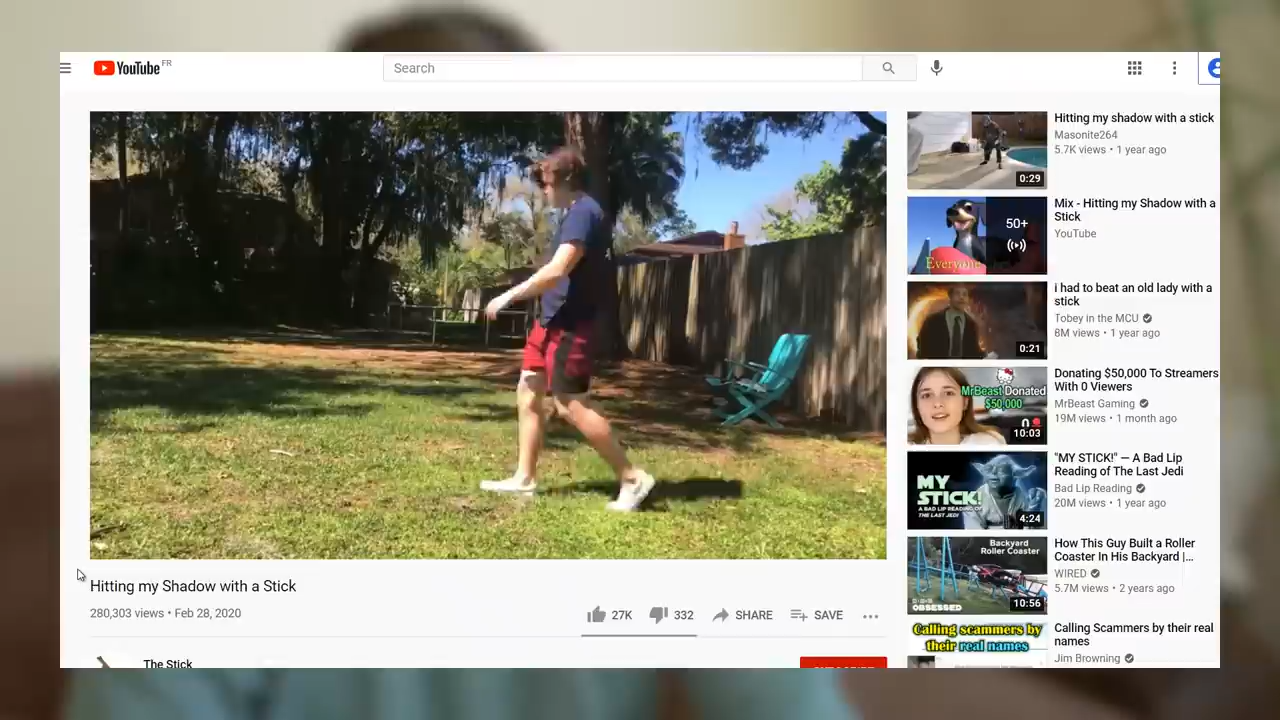 YouTube FR
Search
Hitting my Shadow with a Stick
280,303 views • Feb 28, 2020
27K
332
SHARE
SAVE
The Stick
0:29
Hitting my shadow with a stick
Masonite264
5.7K views • 1 year ago
50+
Everyone
Mix - Hitting my Shadow with a
Stick
YouTube
0:21
i had to beat an old lady with a
stick
Tobey in the MCU
8M views • 1 year ago
MrBeast Donated
$50,000
10:03
Donating $50,000 To Streamers
With 0 Viewers
MrBeast Gaming
19M views • 1 month ago
MY
STICK!
A BAD LIP READING OF
THE LAST JEDI
4:24
"MY STICK!" — A Bad Lip
Reading of The Last Jedi
Bad Lip Reading
20M views • 1 year ago
Backyard
Roller Coaster
OBSESSED
10:56
How This Guy Built a Roller
Coaster In His Backyard |...
WIRED
5.7M views • 2 years ago
Calling scammers by
their real names
Calling Scammers by their real
names
Jim Browning